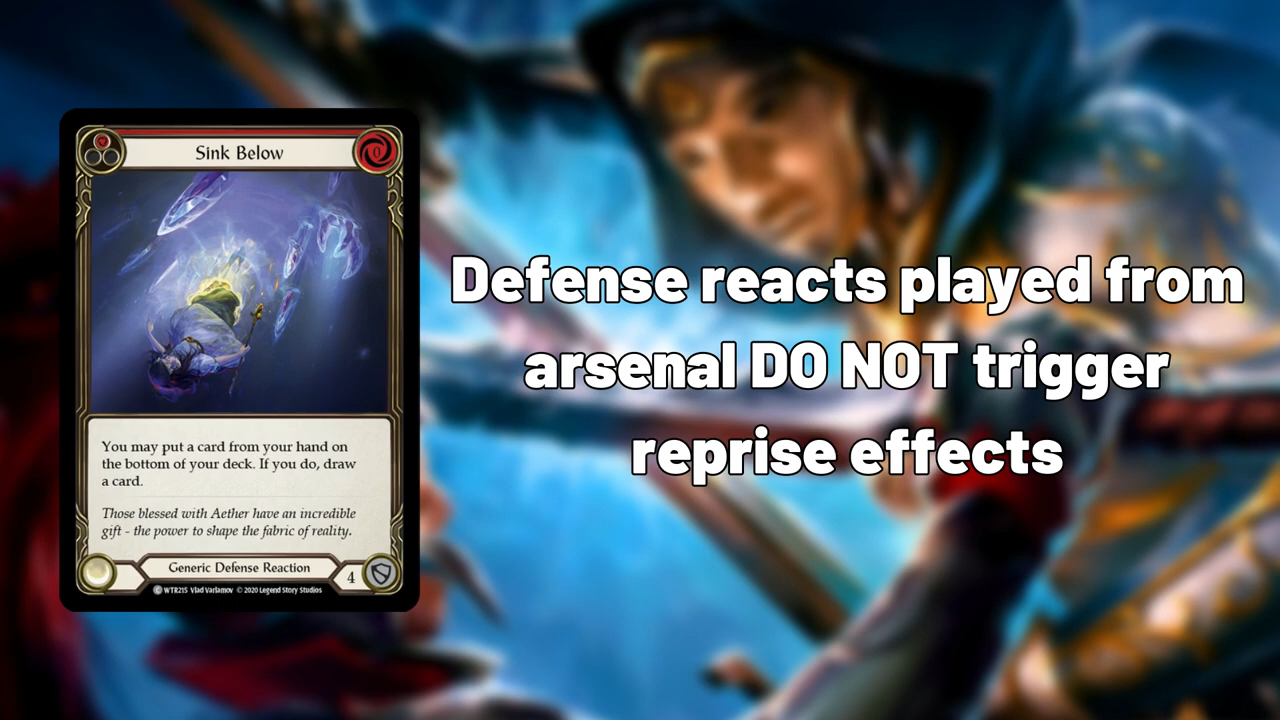 Sink Below
0
You may put a card from your hand on
the bottom of your deck. If you do, draw
a card.
Those blessed with Aether have an incredible
gift - the power to shape the fabric of reality.
Generic Defense Reaction
4
C WTR215 Vlad Varlamov © 2020 Legend Story Studios
Defense reacts played from
arsenal DO NOT trigger
reprise effects